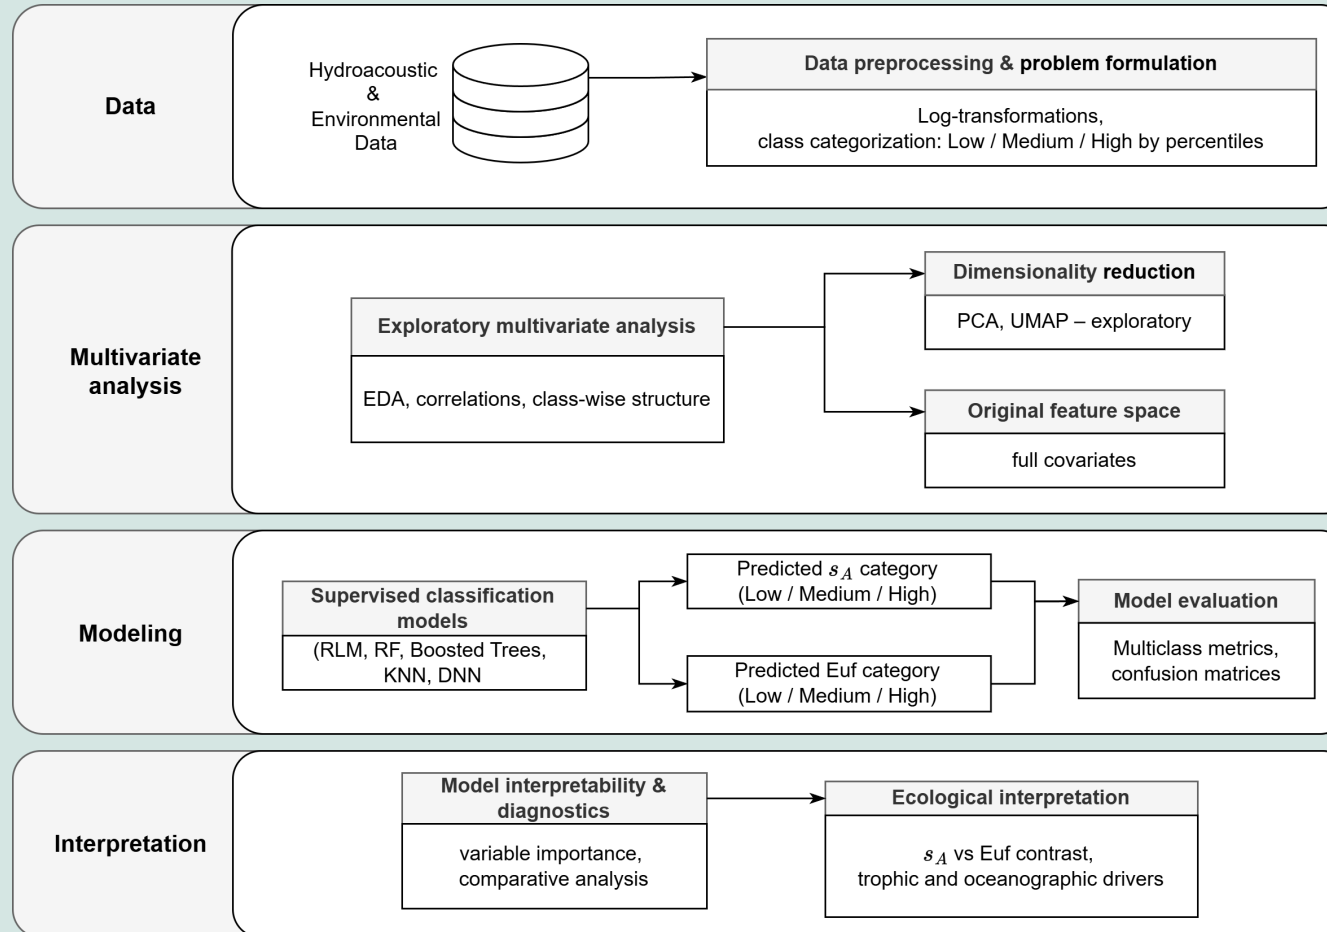 Data
Hydroacoustic
&
Environmental
Data
Data preprocessing & problem formulation
Log-transformations,
class categorization: Low / Medium / High by percentiles
Multivariate
analysis
Exploratory multivariate analysis
EDA, correlations, class-wise structure
Dimensionality reduction
PCA, UMAP – exploratory
Original feature space
full covariates
Modeling
Supervised classification
models
(RLM, RF, Boosted Trees,
KNN, DNN
Predicted s_A category
(Low / Medium / High)
Predicted Euf category
(Low / Medium / High)
Model evaluation
Multiclass metrics,
confusion matrices
Interpretation
Model interpretability &
diagnostics
variable importance,
comparative analysis
Ecological interpretation
s_A vs Euf contrast,
trophic and oceanographic drivers